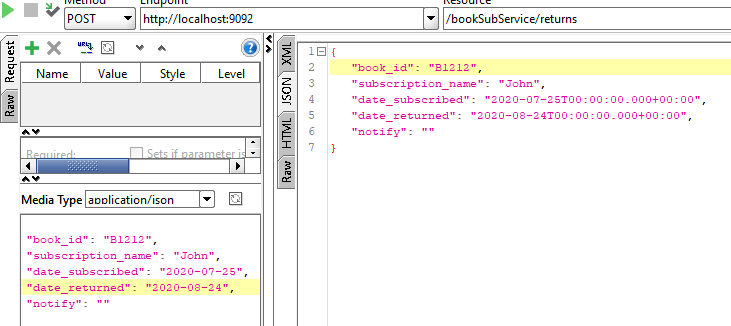 Method
Endpoint
Resource
POST
http://localhost:9092
/bookSubService/returns
Request
Raw
Name Value Style Level
Required: Sets if parameter is
Media Type application/json
"book_id": "B1212",
"subscription_name": "John",
"date_subscribed": "2020-07-25",
"date_returned": "2020-08-24",
"notify": ""
XML
JSON
HTML
Raw
1 {
2 "book_id": "B1212",
3 "subscription_name": "John",
4 "date_subscribed": "2020-07-25T00:00:00.000+00:00",
5 "date_returned": "2020-08-24T00:00:00.000+00:00",
6 "notify": ""
7 }